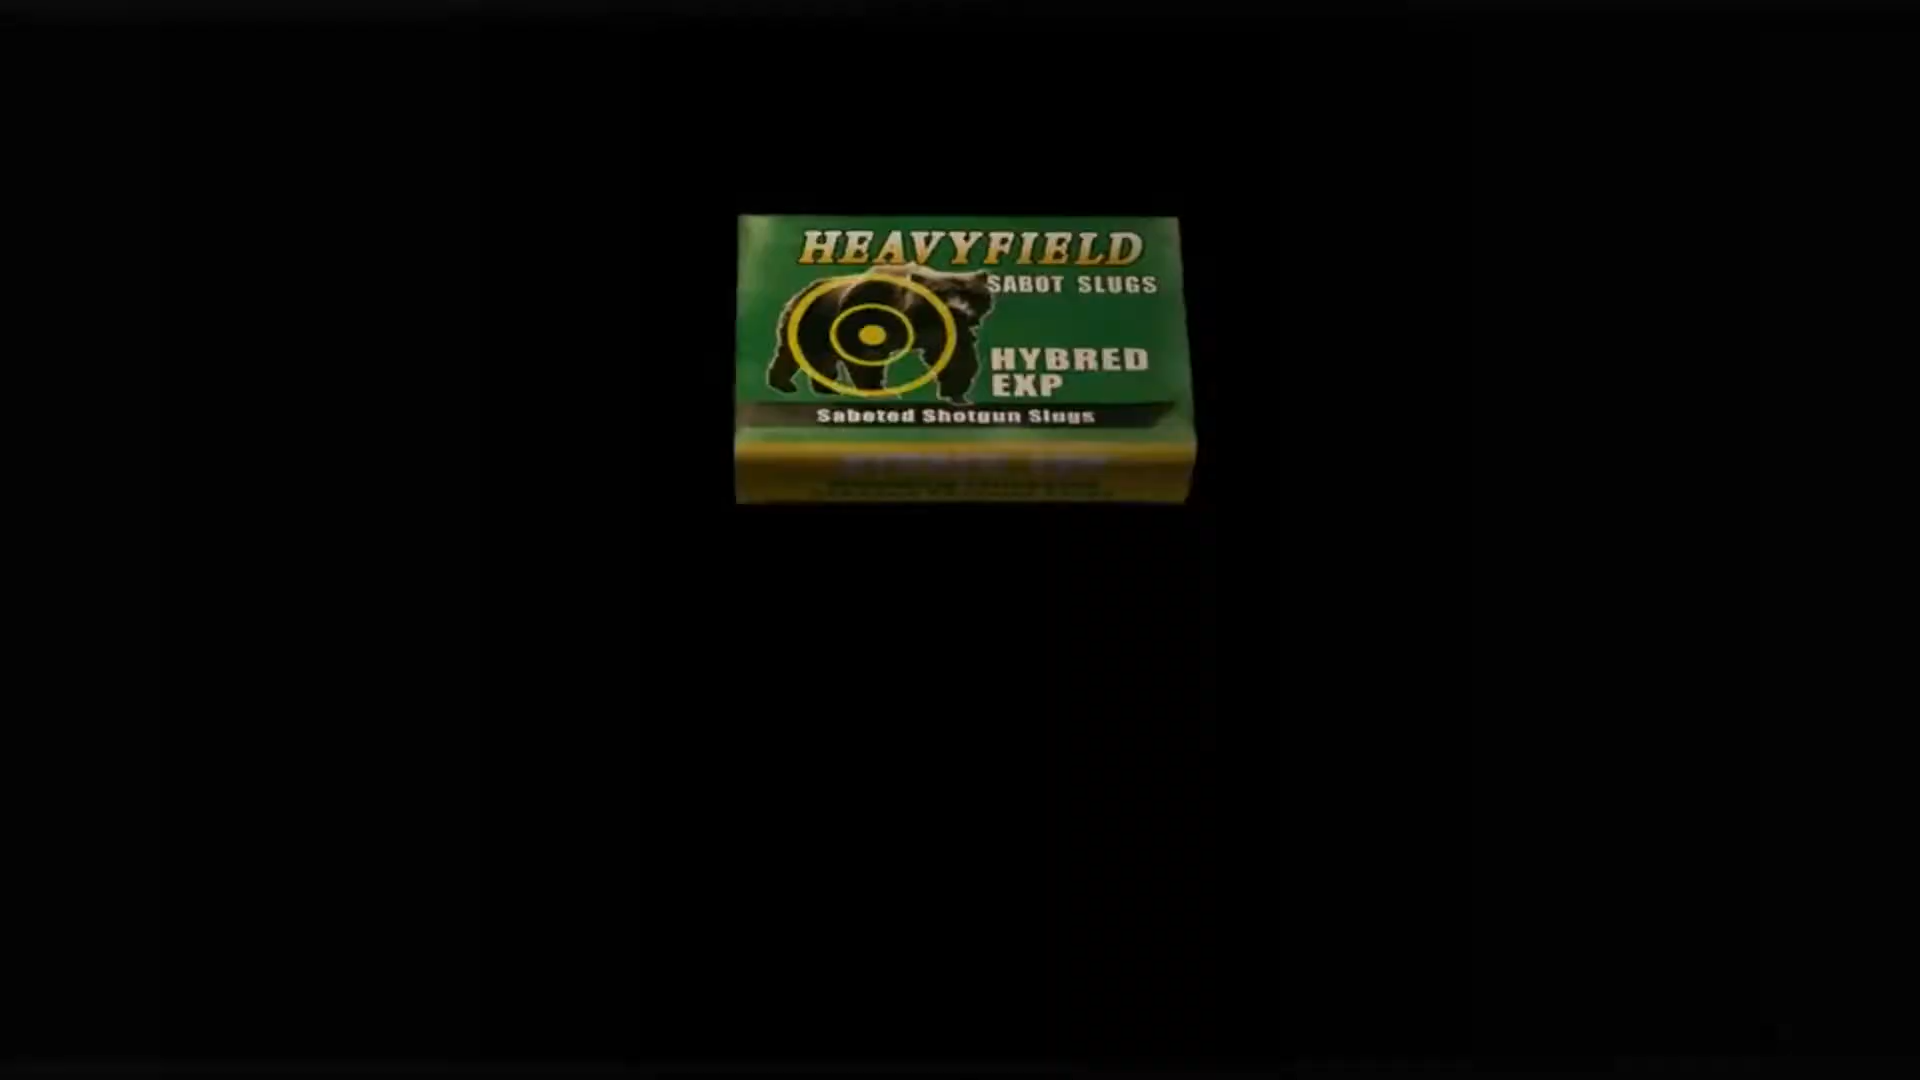 HEAVYFIELD
SABOT SLUGS
HYBRED
EXP
Saboted Shotgun Slugs